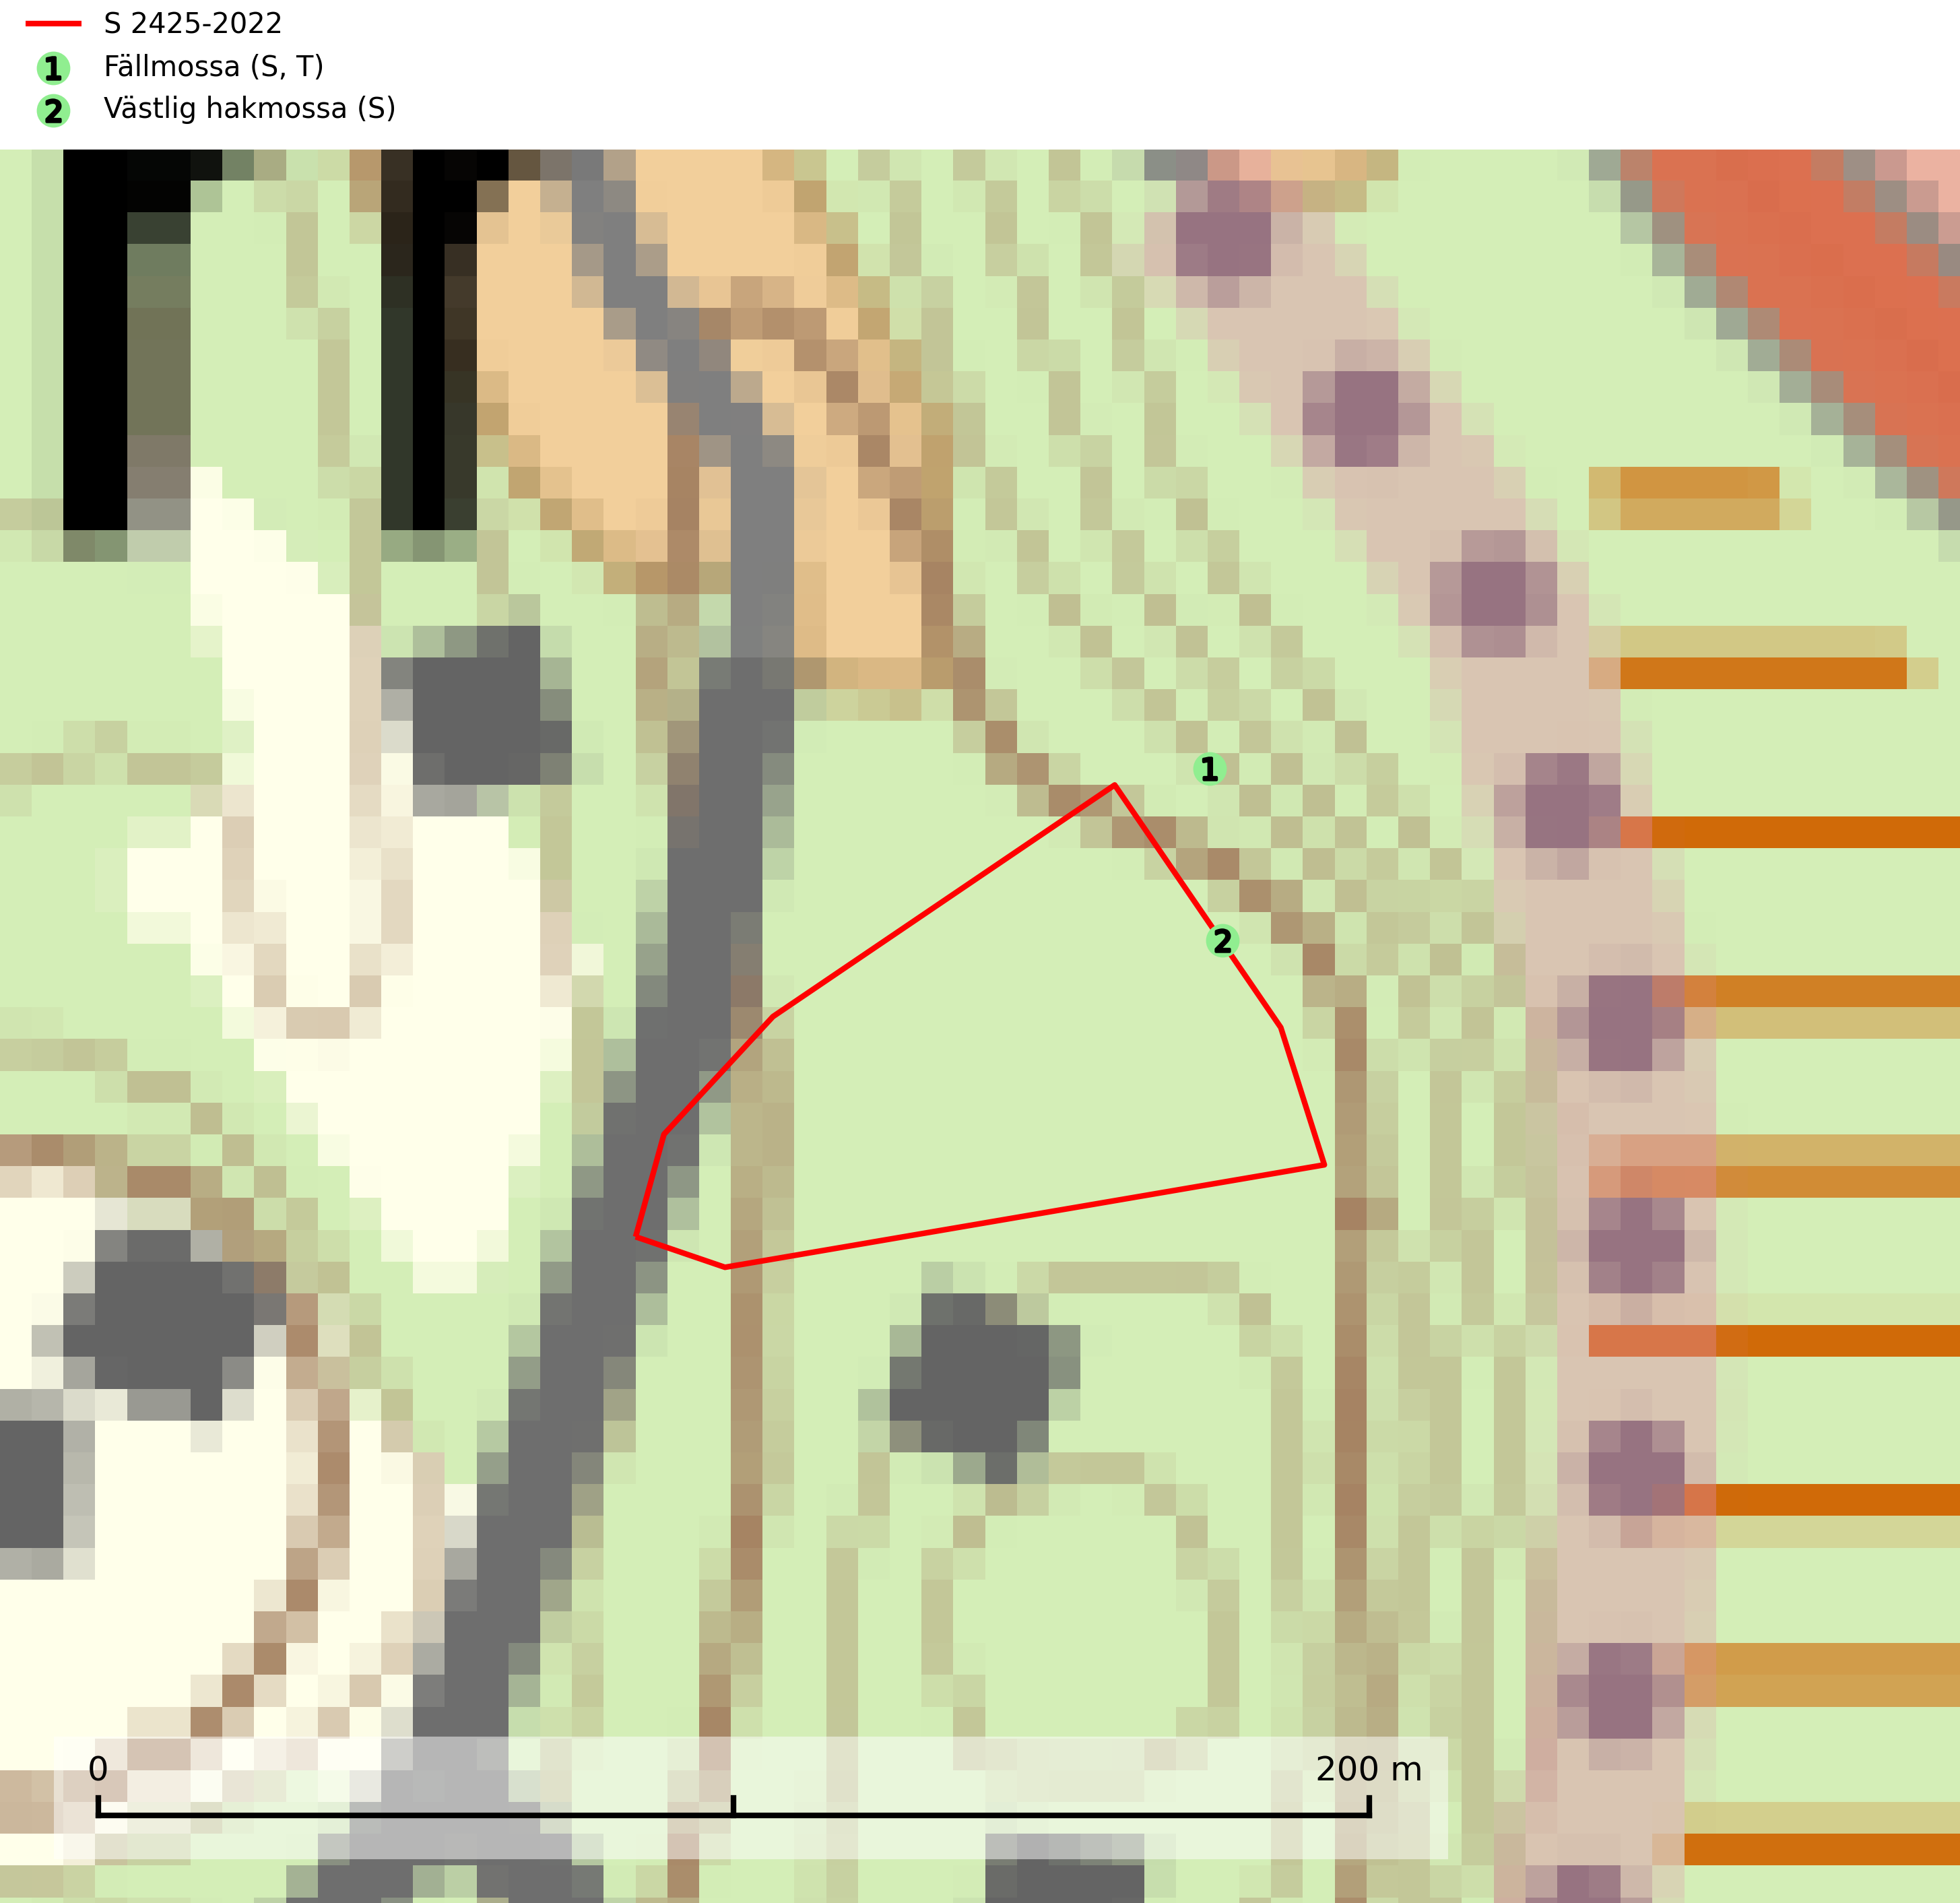 S 2425-2022
1 Fällmossa (S, T)
2 Västlig hakmossa (S)
1
2
0 200 m